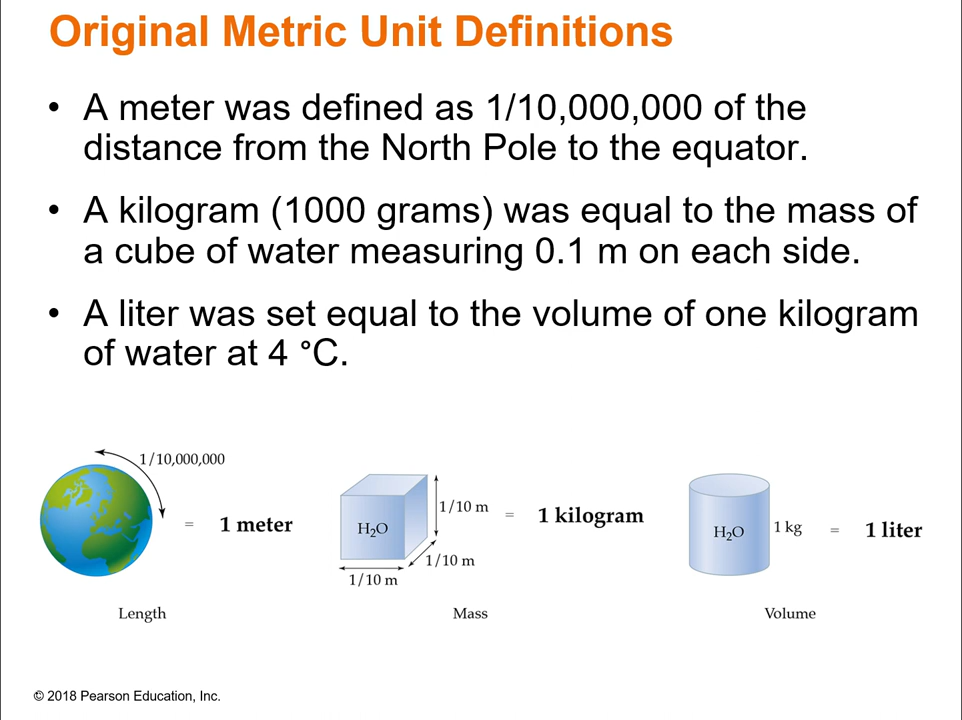 Original Metric Unit Definitions
• A meter was defined as 1/10,000,000 of the
distance from the North Pole to the equator.
• A kilogram (1000 grams) was equal to the mass of
a cube of water measuring 0.1 m on each side.
• A liter was set equal to the volume of one kilogram
of water at 4 °C.
1/10,000,000
= 1 meter
Length
H₂O
1/10 m
1/10 m
1/10 m
= 1 kilogram
Mass
H₂O
1 kg
= 1 liter
Volume
© 2018 Pearson Education, Inc.